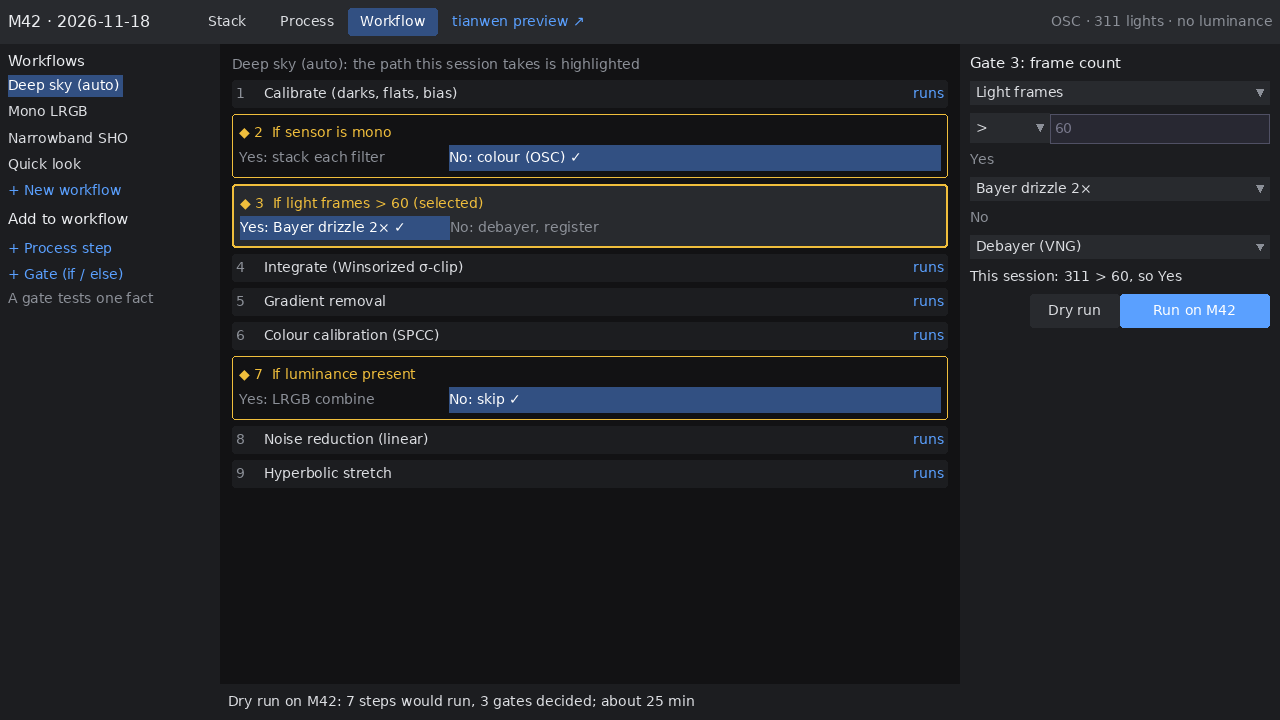 M42 · 2026-11-18 Stack Process Workflow tianwen preview ↗ OSC · 311 lights · no luminance
Workflows
Deep sky (auto)
Mono LRGB
Narrowband SHO
Quick look
+ New workflow
Add to workflow
+ Process step
+ Gate (if / else)
A gate tests one fact
Deep sky (auto): the path this session takes is highlighted
1 Calibrate (darks, flats, bias) runs
◆ 2 If sensor is mono
Yes: stack each filter No: colour (OSC) ✓
◆ 3 If light frames > 60 (selected)
Yes: Bayer drizzle 2× ✓ No: debayer, register
4 Integrate (Winsorized σ-clip) runs
5 Gradient removal runs
6 Colour calibration (SPCC) runs
◆ 7 If luminance present
Yes: LRGB combine No: skip ✓
8 Noise reduction (linear) runs
9 Hyperbolic stretch runs
Gate 3: frame count
Light frames
> 60
Yes
Bayer drizzle 2×
No
Debayer (VNG)
This session: 311 > 60, so Yes
Dry run Run on M42
Dry run on M42: 7 steps would run, 3 gates decided; about 25 min